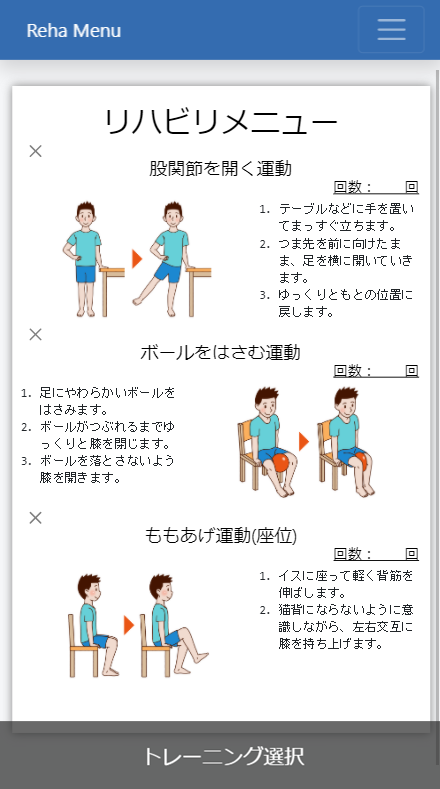 Reha Menu
リハビリメニュー
股関節を開く運動
回数：　　回
1. テーブルなどに手を置い
てまっすぐ立ちます。
2. つま先を前に向けたま
ま、足を横に開いていき
ます。
3. ゆっくりともとの位置に
戻します。
ボールをはさむ運動
回数：　　回
1. 足にやわらかいボールを
はさみます。
2. ボールがつぶれるまでゆ
っくりと膝を閉じます。
3. ボールを落とさないよう
膝を開きます。
ももあげ運動(座位)
回数：　　回
1. イスに座って軽く背筋を
伸ばします。
2. 猫背にならないように意
識しながら、左右交互に
膝を持ち上げます。
トレーニング選択